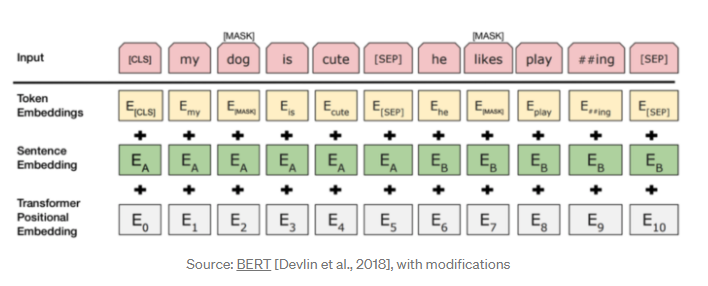 [MASK] [MASK]
Input [CLS] my dog is cute [SEP] he likes play ##ing [SEP]
Token
Embeddings E[CLS] Emy E[MASK] Eis Ecute E[SEP] Ehe E[MASK] Eplay E##ing E[SEP]
+ + + + + + + + + + +
Sentence
Embedding EA EA EA EA EA EA EB EB EB EB EB
+ + + + + + + + + + +
Transformer
Positional
Embedding E0 E1 E2 E3 E4 E5 E6 E7 E8 E9 E10
Source: BERT [Devlin et al., 2018], with modifications